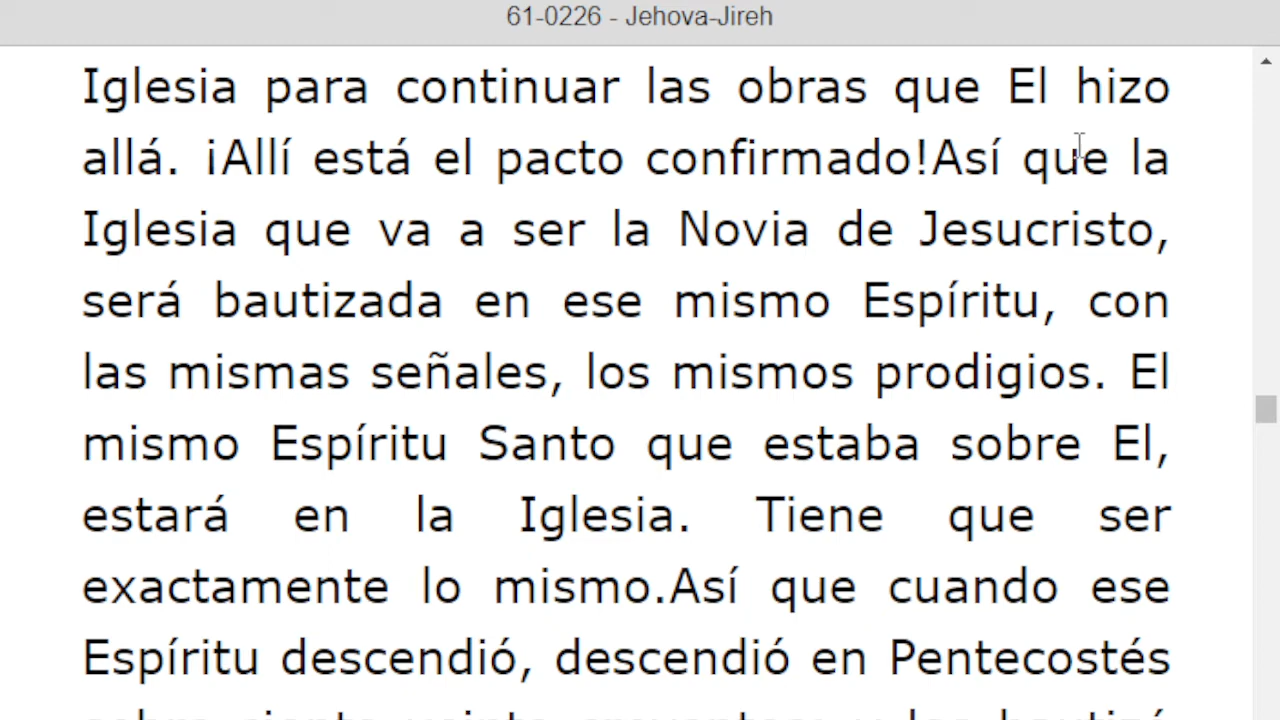 61-0226 - Jehova-Jireh
Iglesia para continuar las obras que El hizo
allá. ¡Allí está el pacto confirmado!Así que la
Iglesia que va a ser la Novia de Jesucristo,
será bautizada en ese mismo Espíritu, con
las mismas señales, los mismos prodigios. El
mismo Espíritu Santo que estaba sobre El,
estará en la Iglesia. Tiene que ser
exactamente lo mismo.Así que cuando ese
Espíritu descendió, descendió en Pentecostés